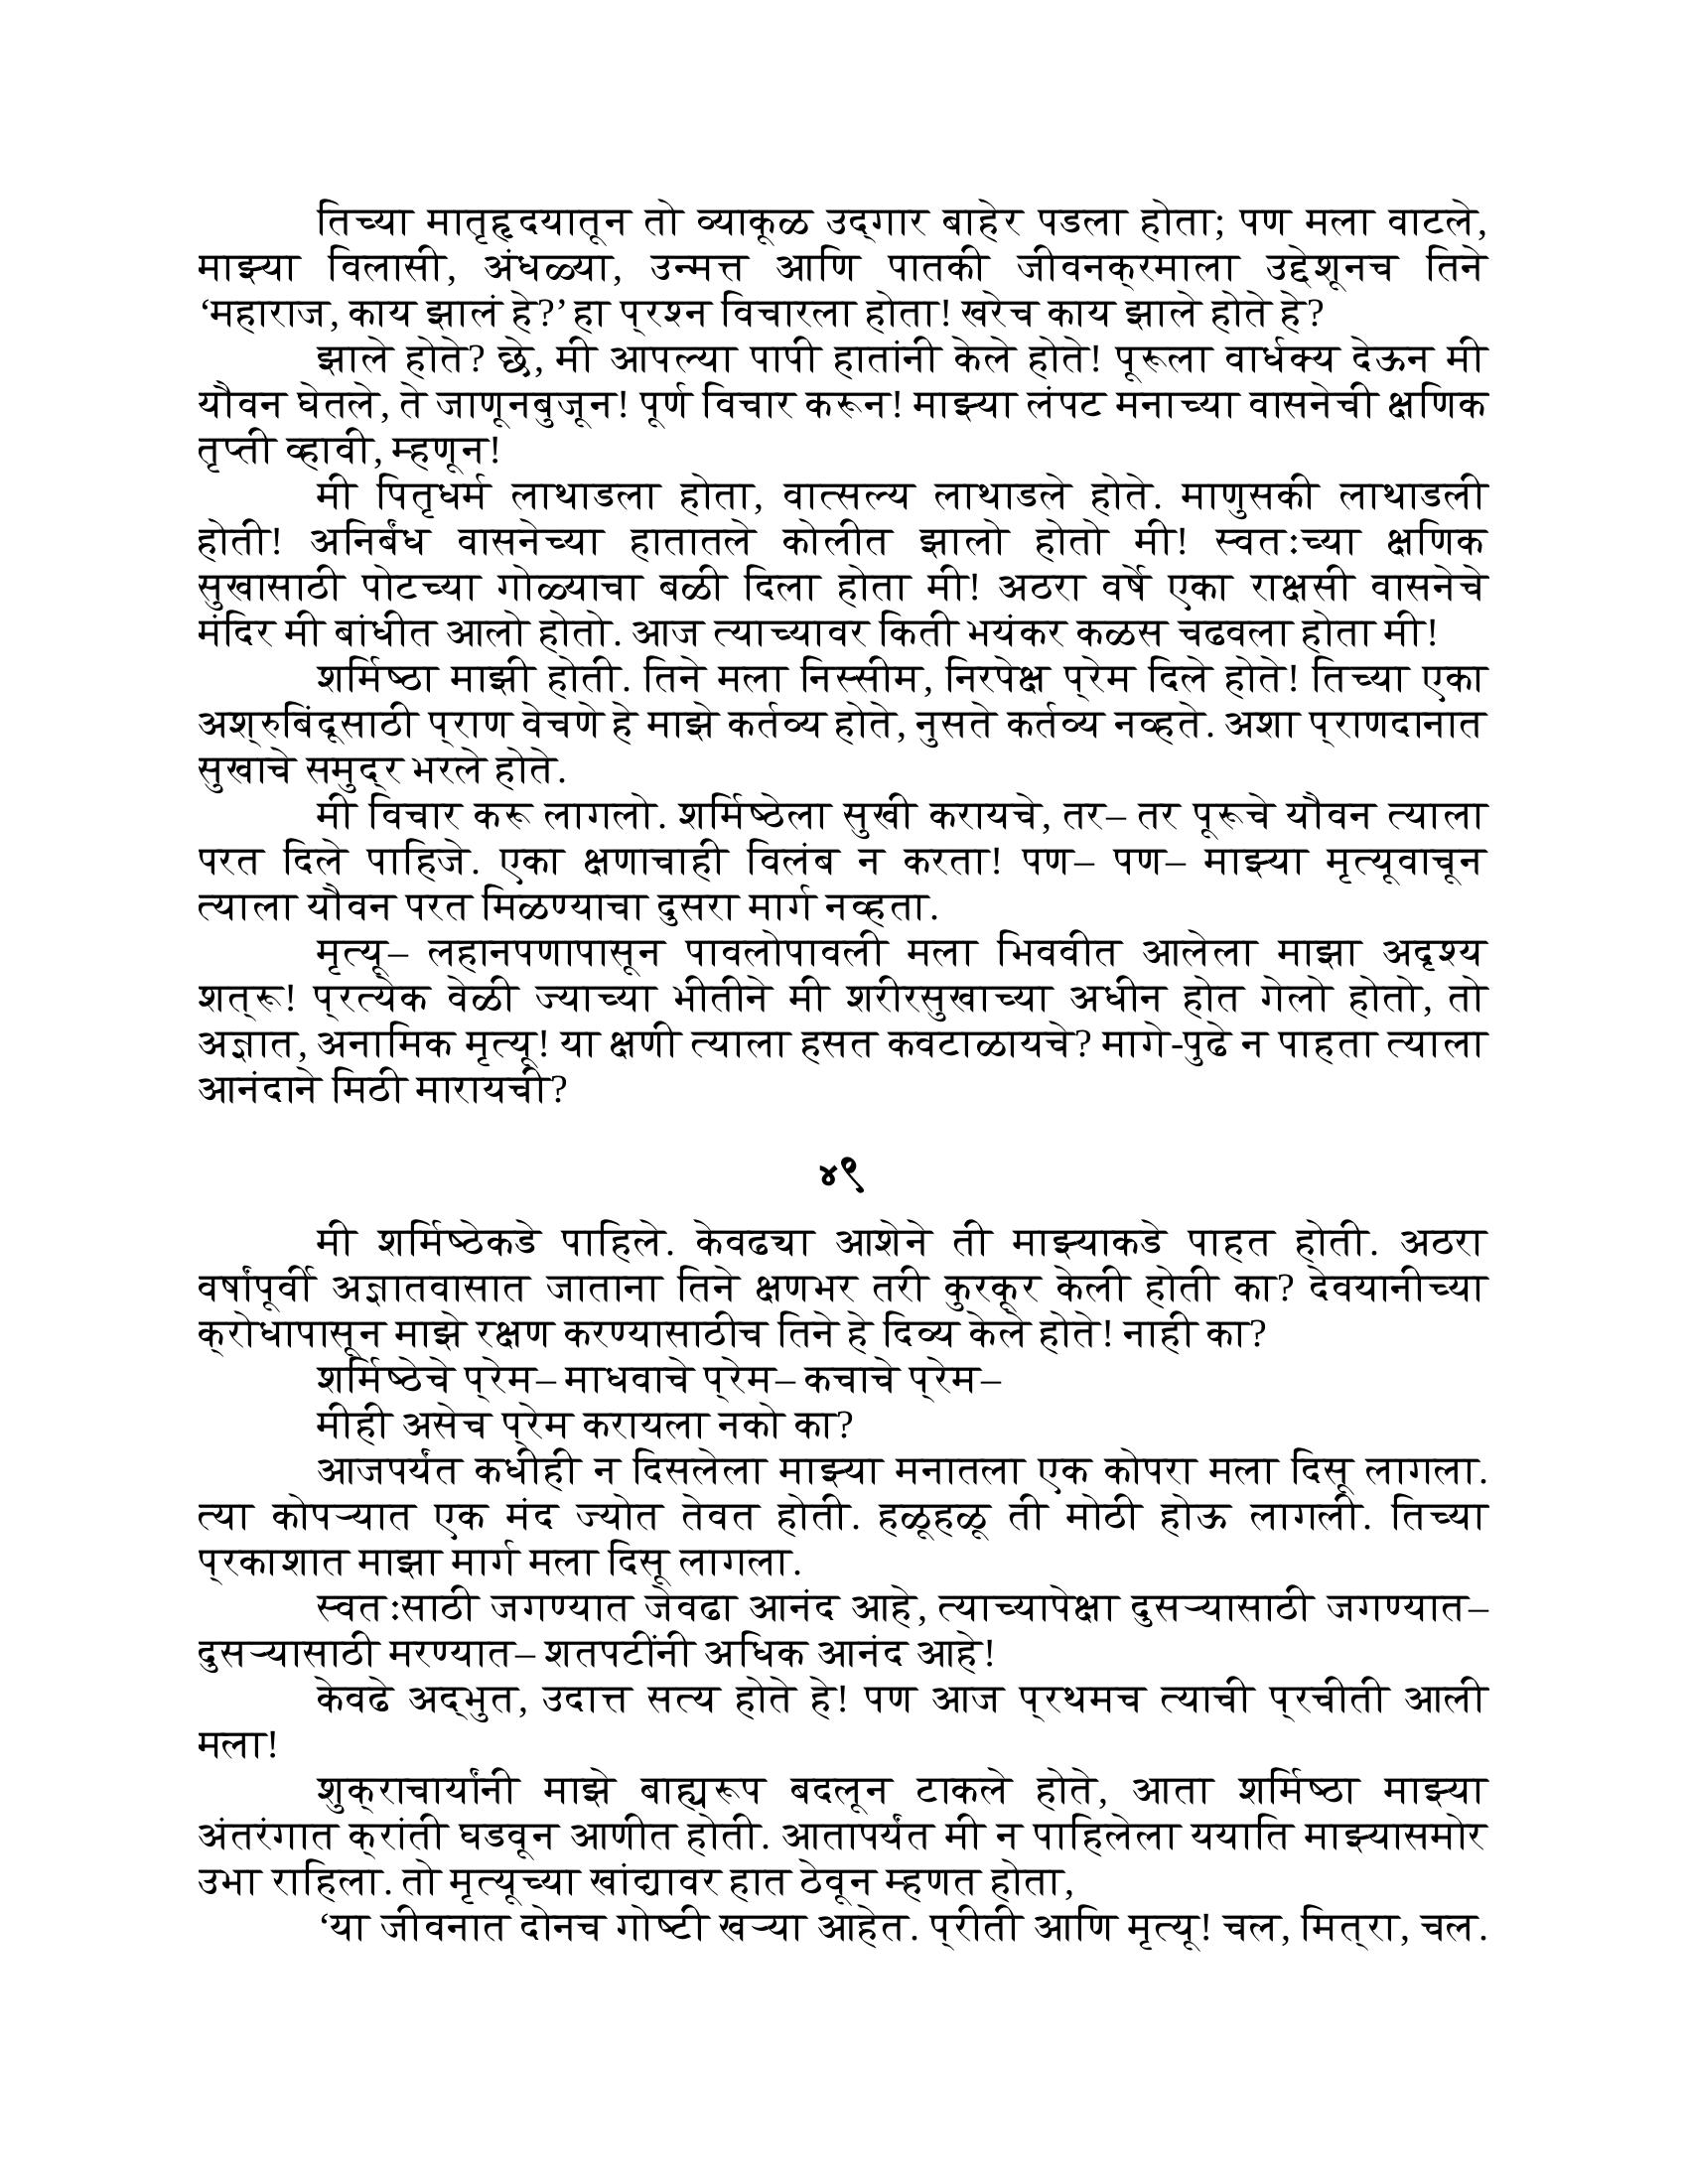 तिच्या मातृहृदयातून तो व्याकूळ उद्‌गार बाहेर पडला होता; पण मला वाटले,
माझ्या विलासी, अंधळ्या, उन्मत्त आणि पातकी जीवनक्रमाला उद्देशूनच तिने
‘महाराज, काय झालं हे?’ हा प्रश्न विचारला होता! खरेच काय झाले होते हे?
झाले होते? छे, मी आपल्या पापी हातांनी केले होते! पूरूला वार्धक्य देऊन मी
यौवन घेतले, ते जाणूनबुजून! पूर्ण विचार करून! माझ्या लंपट मनाच्या वासनेची क्षणिक
तृप्ती व्हावी, म्हणून!
मी पितृधर्म लाथाडला होता, वात्सल्य लाथाडले होते. माणुसकी लाथाडली
होती! अनिर्बंध वासनेच्या हातातले कोलीत झालो होतो मी! स्वतःच्या क्षणिक
सुखासाठी पोटच्या गोळ्याचा बळी दिला होता मी! अठरा वर्षे एका राक्षसी वासनेचे
मंदिर मी बांधीत आलो होतो. आज त्याच्यावर किती भयंकर कळस चढवला होता मी!
शर्मिष्ठा माझी होती. तिने मला निस्सीम, निरपेक्ष प्रेम दिले होते! तिच्या एका
अश्रुबिंदूसाठी प्राण वेचणे हे माझे कर्तव्य होते, नुसते कर्तव्य नव्हते. अशा प्राणदानात
सुखाचे समुद्र भरले होते.
मी विचार करू लागलो. शर्मिष्ठेला सुखी करायचे, तर– तर पूरूचे यौवन त्याला
परत दिले पाहिजे. एका क्षणाचाही विलंब न करता! पण– पण– माझ्या मृत्यूवाचून
त्याला यौवन परत मिळण्याचा दुसरा मार्ग नव्हता.
मृत्यू– लहानपणापासून पावलोपावली मला भिववीत आलेला माझा अदृश्य
शत्रू! प्रत्येक वेळी ज्याच्या भीतीने मी शरीरसुखाच्या अधीन होत गेलो होतो, तो
अज्ञात, अनामिक मृत्यू! या क्षणी त्याला हसत कवटाळायचे? मागे-पुढे न पाहता त्याला
आनंदाने मिठी मारायची?
४९
मी शर्मिष्ठेकडे पाहिले. केवढ्या आशेने ती माझ्याकडे पाहत होती. अठरा
वर्षांपूर्वी अज्ञातवासात जाताना तिने क्षणभर तरी कुरकूर केली होती का? देवयानीच्या
क्रोधापासून माझे रक्षण करण्यासाठीच तिने हे दिव्य केले होते! नाही का?
शर्मिष्ठेचे प्रेम– माधवाचे प्रेम– कचाचे प्रेम–
मीही असेच प्रेम करायला नको का?
आजपर्यंत कधीही न दिसलेला माझ्या मनातला एक कोपरा मला दिसू लागला.
त्या कोपऱ्यात एक मंद ज्योत तेवत होती. हळूहळू ती मोठी होऊ लागली. तिच्या
प्रकाशात माझा मार्ग मला दिसू लागला.
स्वतःसाठी जगण्यात जेवढा आनंद आहे, त्याच्यापेक्षा दुसऱ्यासाठी जगण्यात–
दुसऱ्यासाठी मरण्यात– शतपटींनी अधिक आनंद आहे!
केवढे अद्‌भुत, उदात्त सत्य होते हे! पण आज प्रथमच त्याची प्रचीती आली
मला!
शुक्राचार्यांनी माझे बाह्यरूप बदलून टाकले होते, आता शर्मिष्ठा माझ्या
अंतरंगात क्रांती घडवून आणीत होती. आतापर्यंत मी न पाहिलेला ययाति माझ्यासमोर
उभा राहिला. तो मृत्यूच्या खांद्यावर हात ठेवून म्हणत होता,
‘या जीवनात दोनच गोष्टी खऱ्या आहेत. प्रीती आणि मृत्यू! चल, मित्रा, चल.